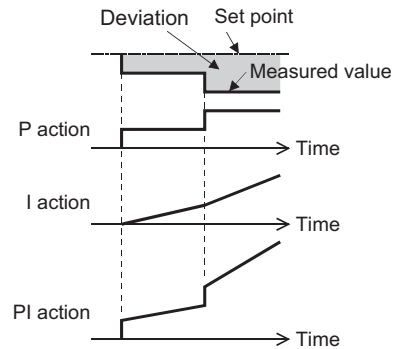 Deviation
Set point
Measured value
P action
Time
I action
Time
PI action
Time